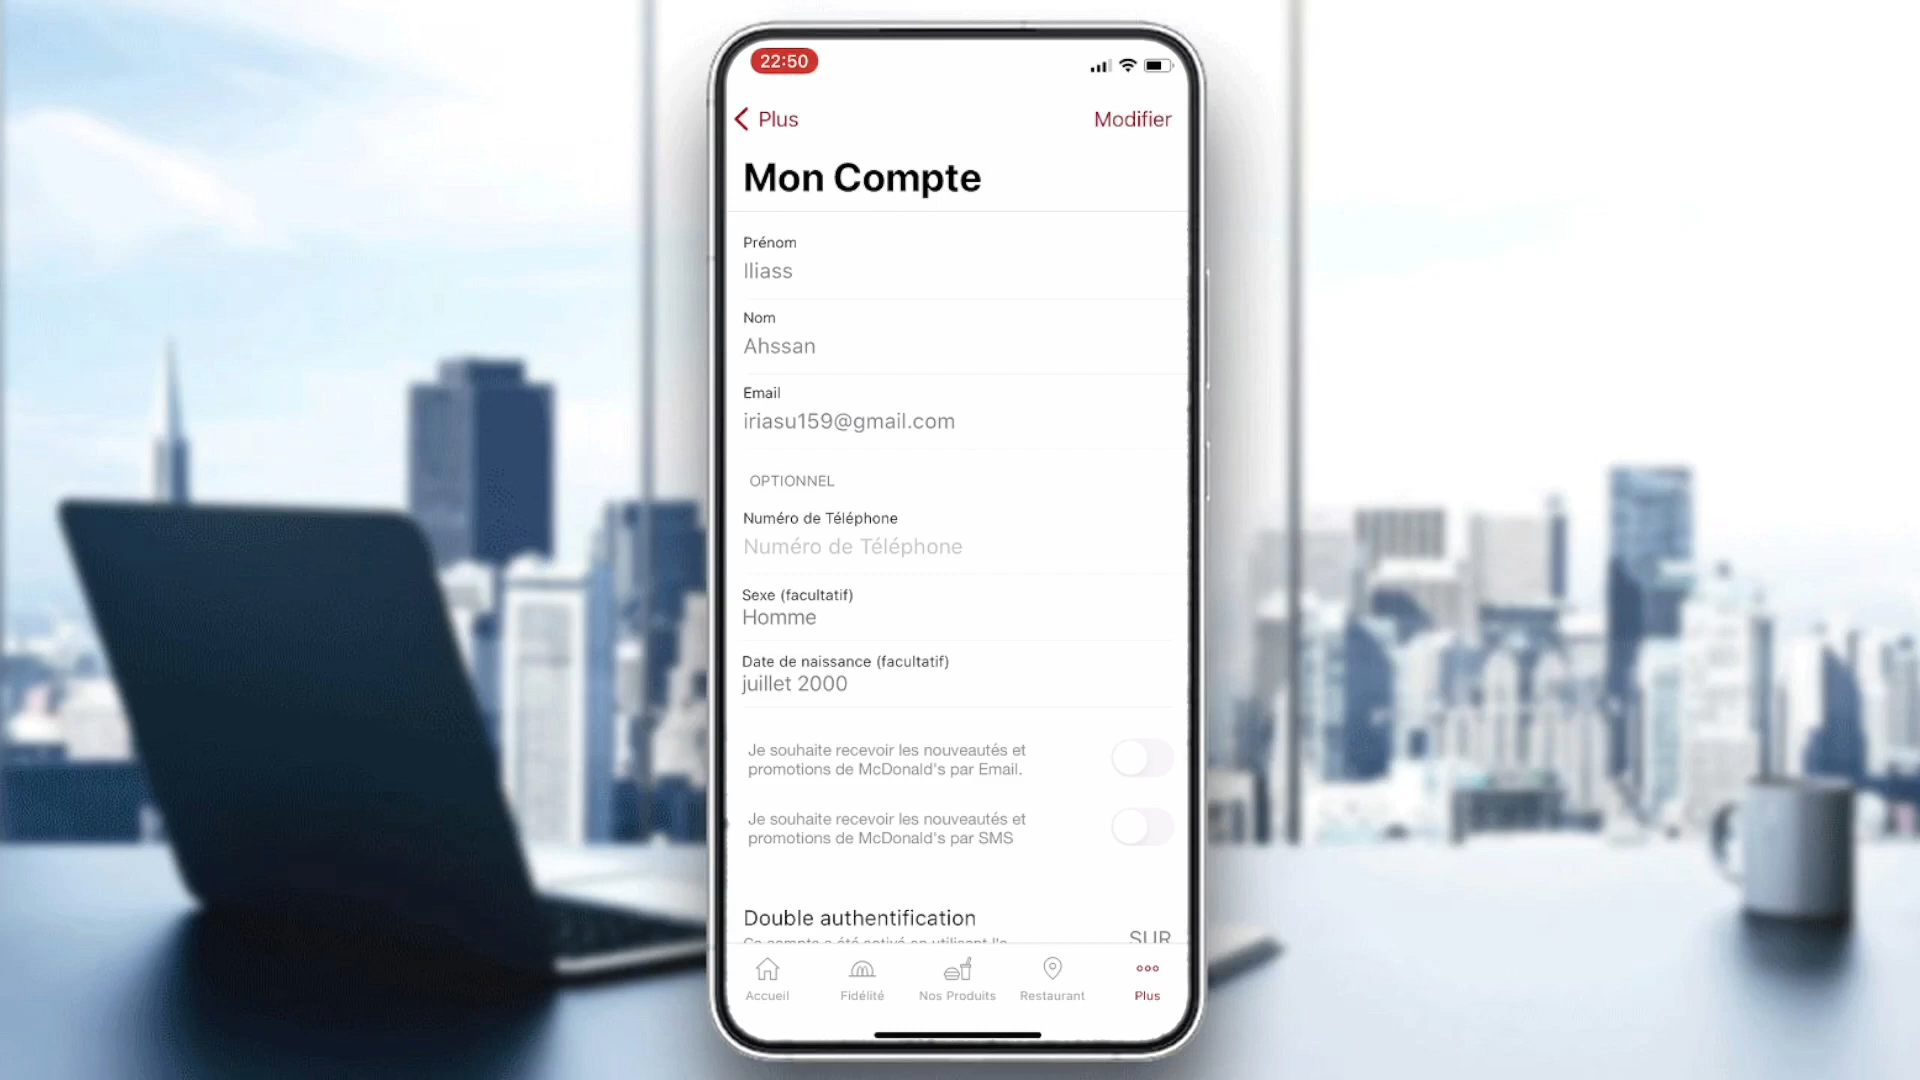 22:50
Plus
Modifier
Mon Compte
Prénom
Iliass
Nom
Ahssan
Email
iriasu159@gmail.com
OPTIONNEL
Numéro de Téléphone
Numéro de Téléphone
Sexe (facultatif)
Homme
Date de naissance (facultatif)
juillet 2000
Je souhaite recevoir les nouveautés et
promotions de McDonald's par Email.
Je souhaite recevoir les nouveautés et
promotions de McDonald's par SMS
Double authentification
SUR
Accueil
Fidélité
Nos Produits
Restaurant
Plus